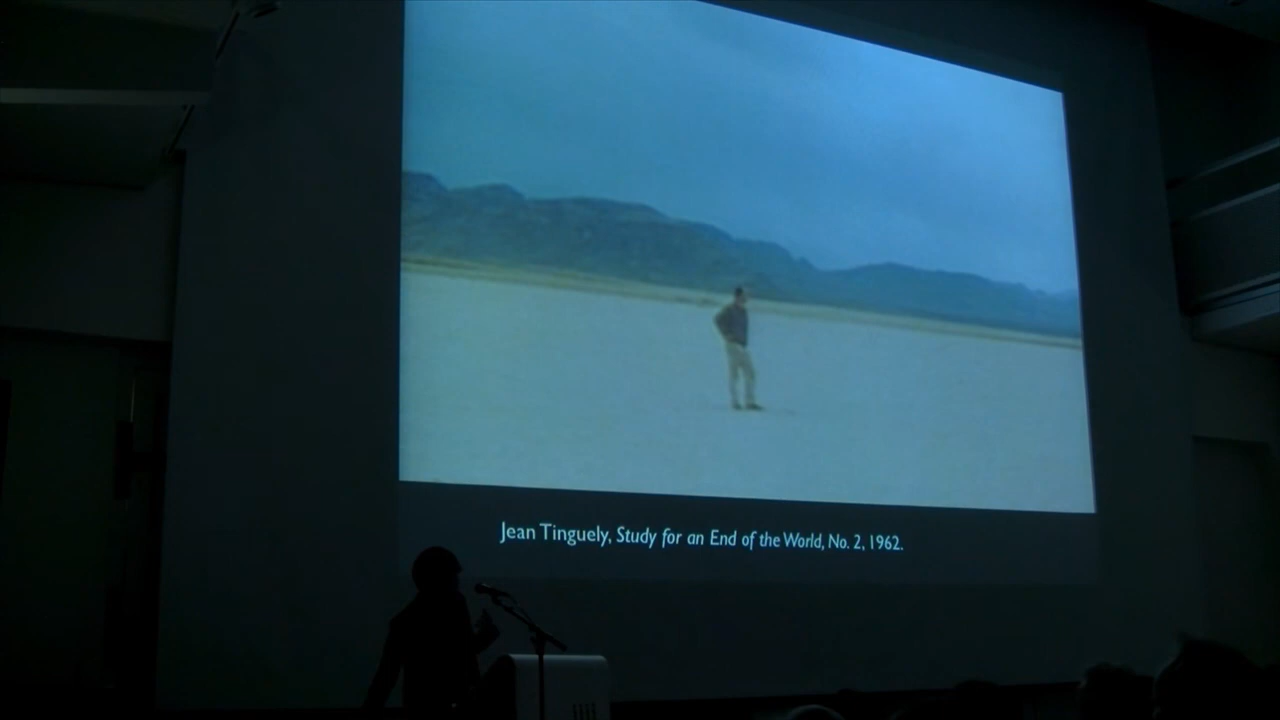 Jean Tinguely, Study for an End of the World, No. 2, 1962.